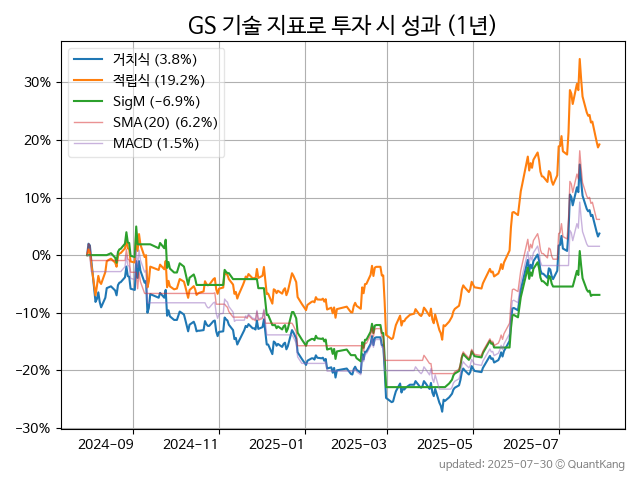 GS 기술 지표로 투자 시 성과 (1년)
거치식 (3.8%)
적립식 (19.2%)
SigM (−6.9%)
SMA(20) (6.2%)
MACD (1.5%)
30%
20%
10%
0%
−10%
−20%
−30%
2024-09 2024-11 2025-01 2025-03 2025-05 2025-07
updated: 2025-07-30 © QuantKang